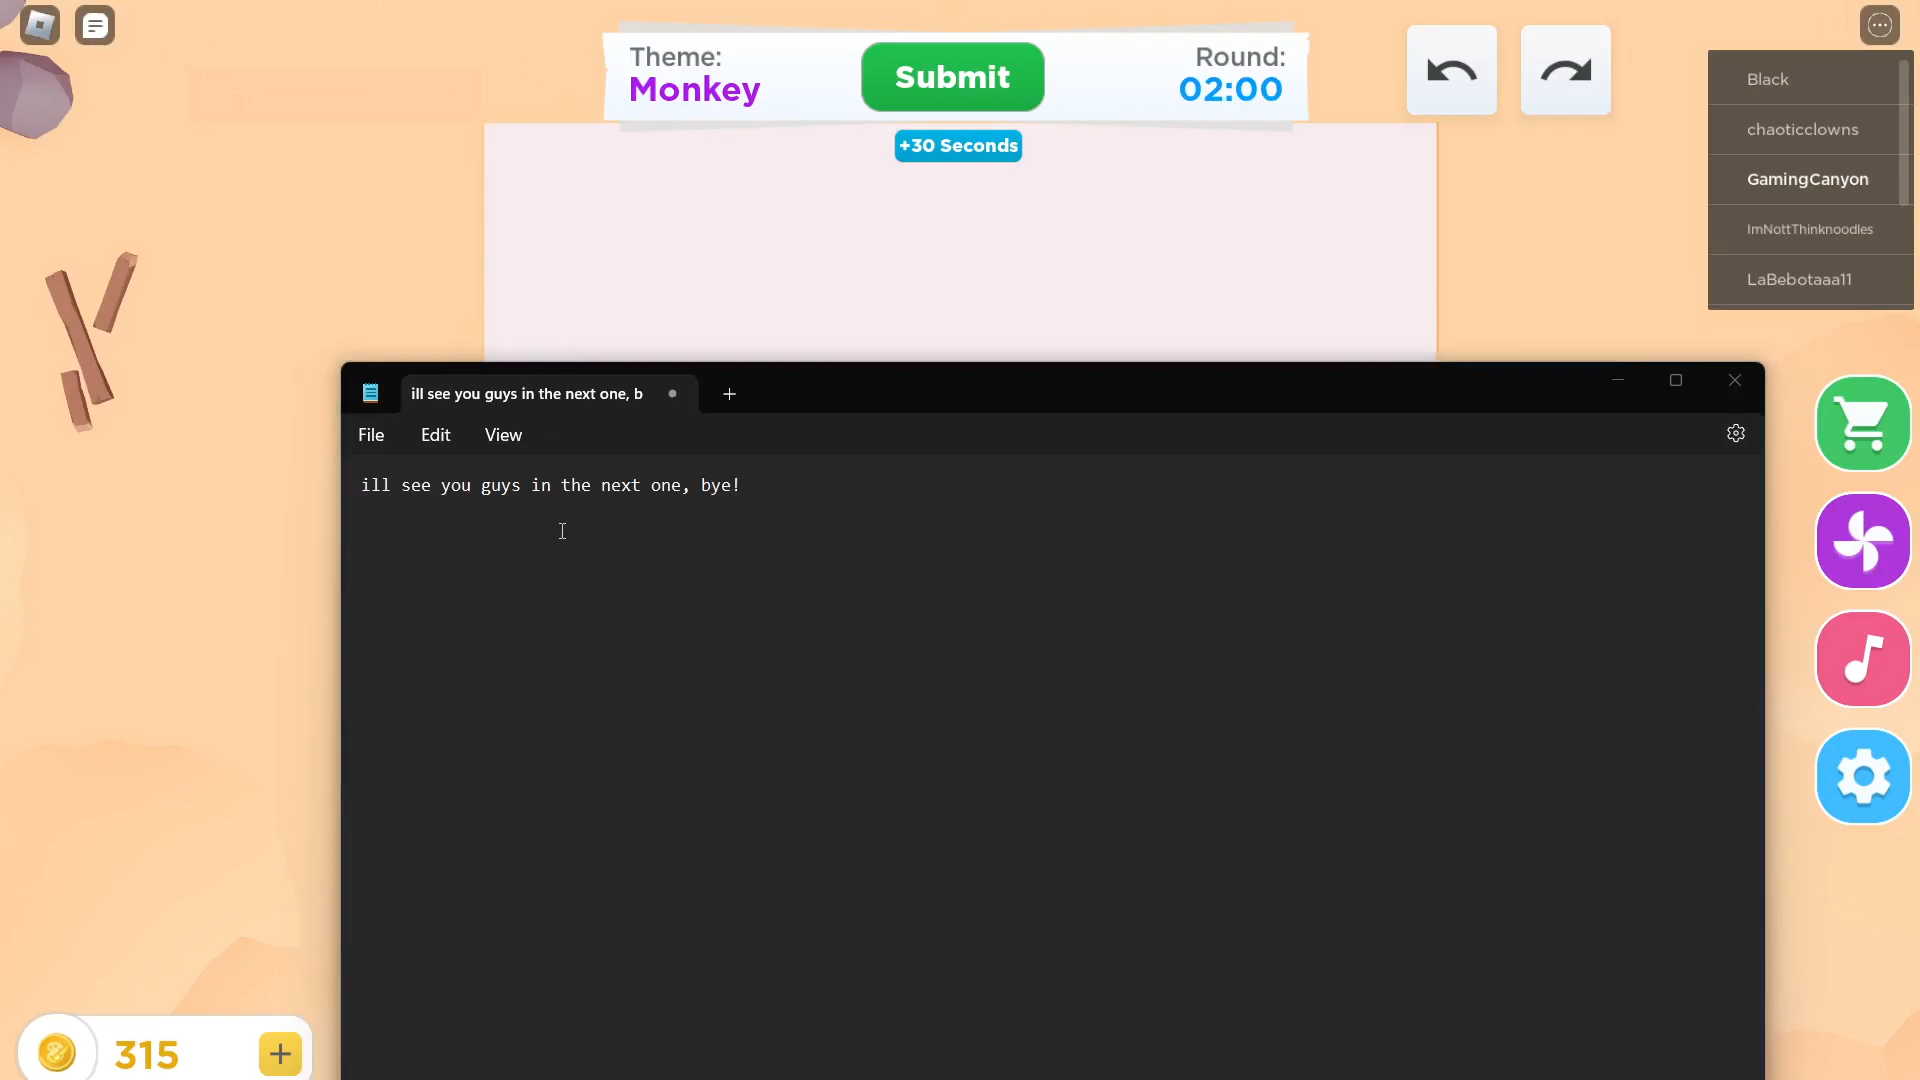 Theme:
Monkey
Submit
Round:
02:00
+30 Seconds
Black
chaoticclowns
GamingCanyon
ImNottThinknoodles
LaBebotaaa11
ill see you guys in the next one, b
File Edit View
ill see you guys in the next one, bye!
315